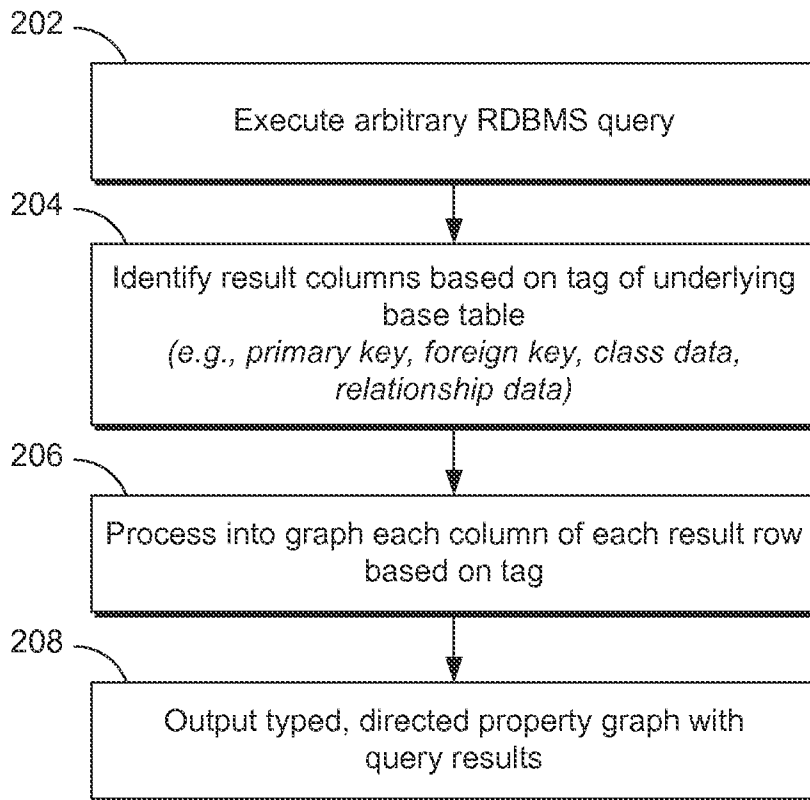 202
Execute arbitrary RDBMS query
204
Identify result columns based on tag of underlying
base table
(e.g., primary key, foreign key, class data,
relationship data)
206
Process into graph each column of each result row
based on tag
208
Output typed, directed property graph with
query results